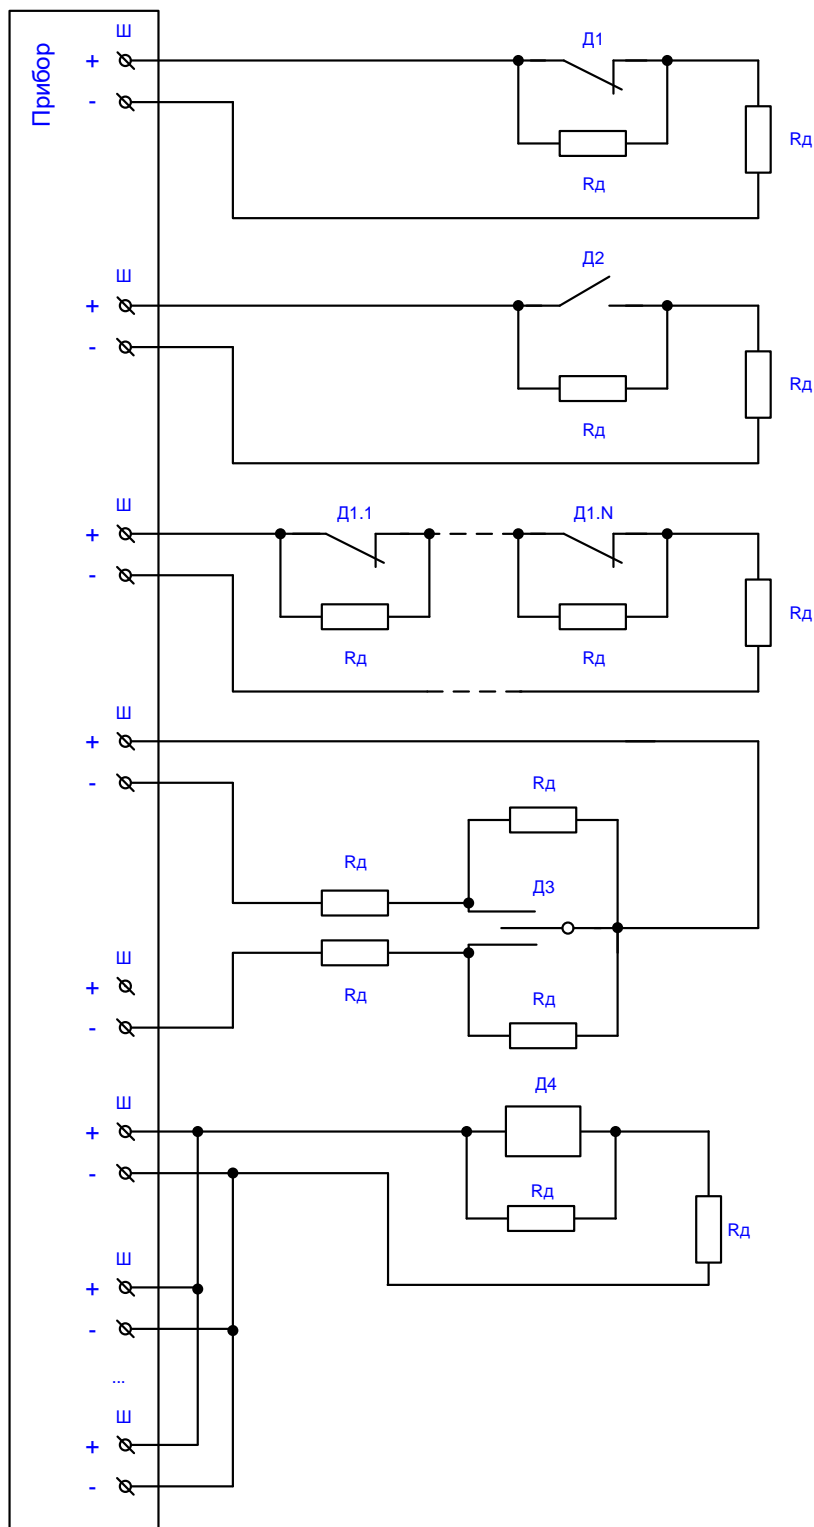 Прибор
Ш
Д1
+
-
Rд
Rд
Ш
Д2
+
-
Rд
Rд
Ш
Д1.1
Д1.N
+
-
Rд
Rд
Rд
Ш
+
-
Rд
Rд
Д3
Ш
+
Rд
Rд
-
Д4
Ш
+
-
Rд
Rд
Ш
+
-
...
Ш
+
-